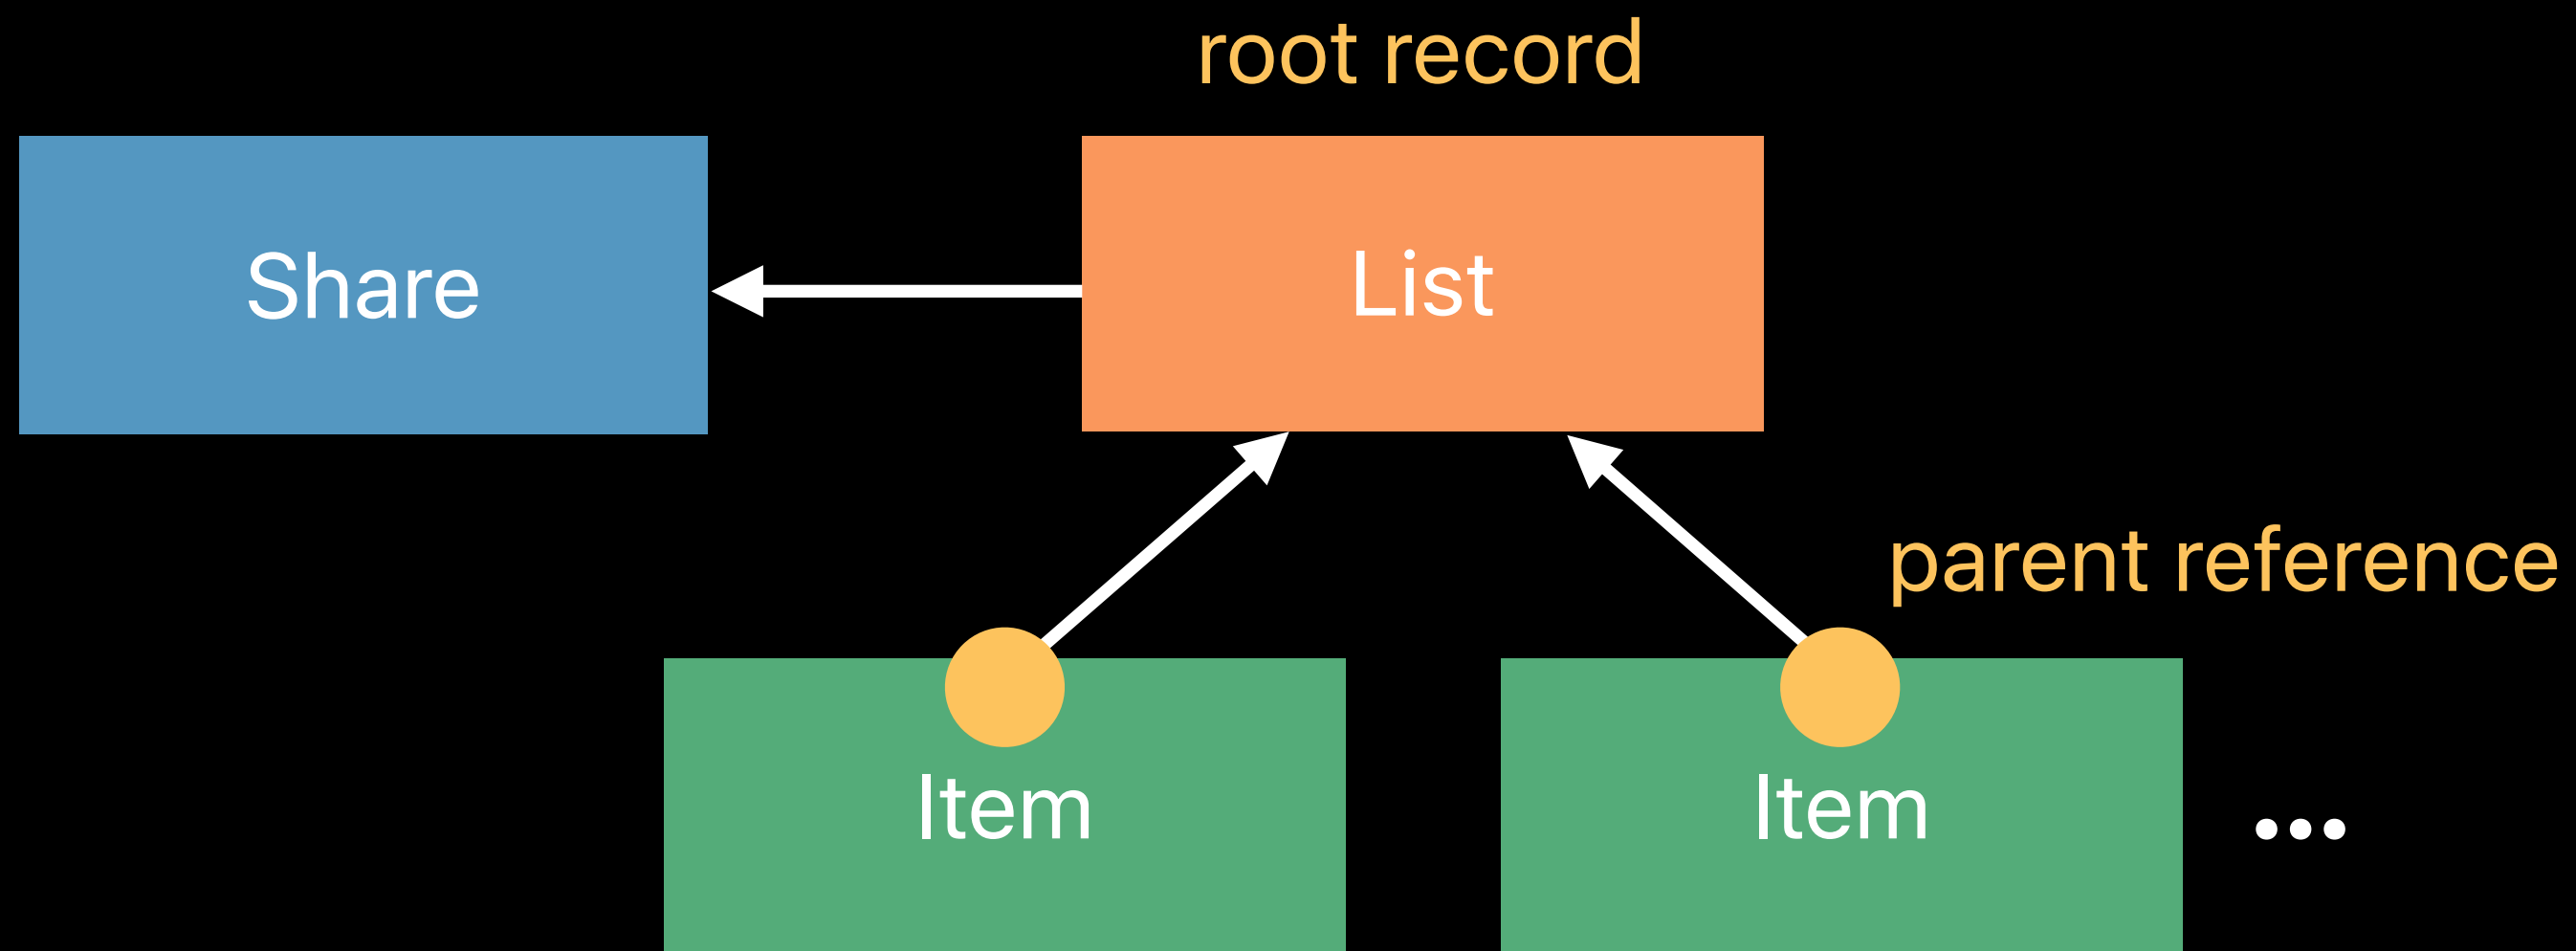 root record
Share
List
parent reference
Item
Item
...